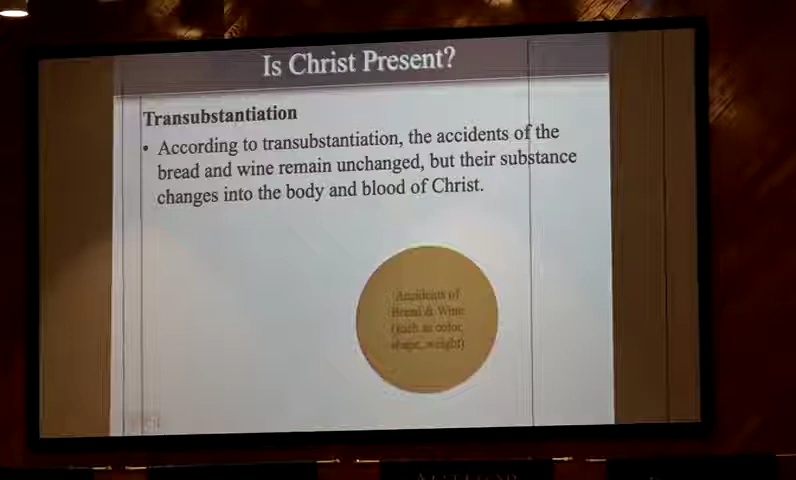 Is Christ Present?
Transubstantiation
• According to transubstantiation, the accidents of the
bread and wine remain unchanged, but their substance
changes into the body and blood of Christ.
Accidents of
Bread & Wine
(such as color,
shape, weight)